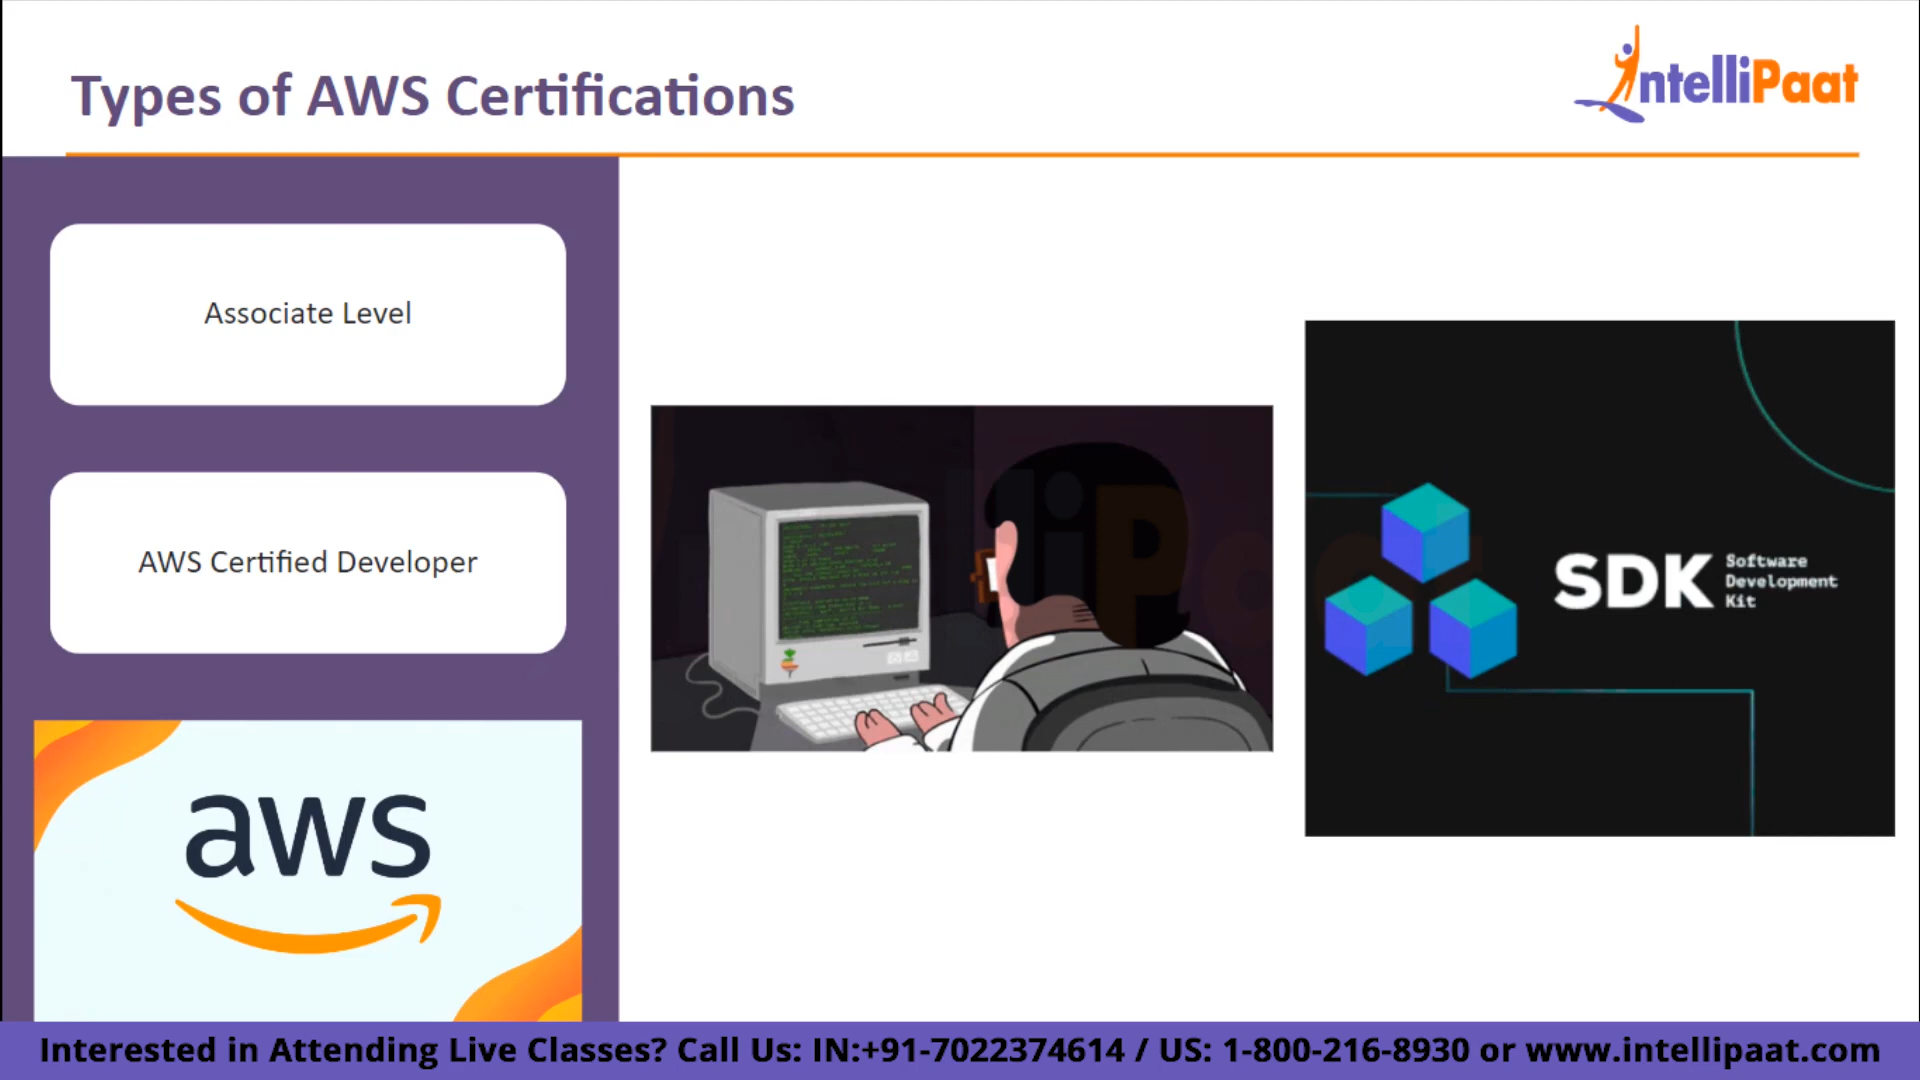 Types of AWS Certifications
IntelliPaat
Associate Level
AWS Certified Developer
aws
SDK
Software
Development
Kit
Interested in Attending Live Classes? Call Us: IN:+91-7022374614 / US: 1-800-216-8930 or www.intellipaat.com